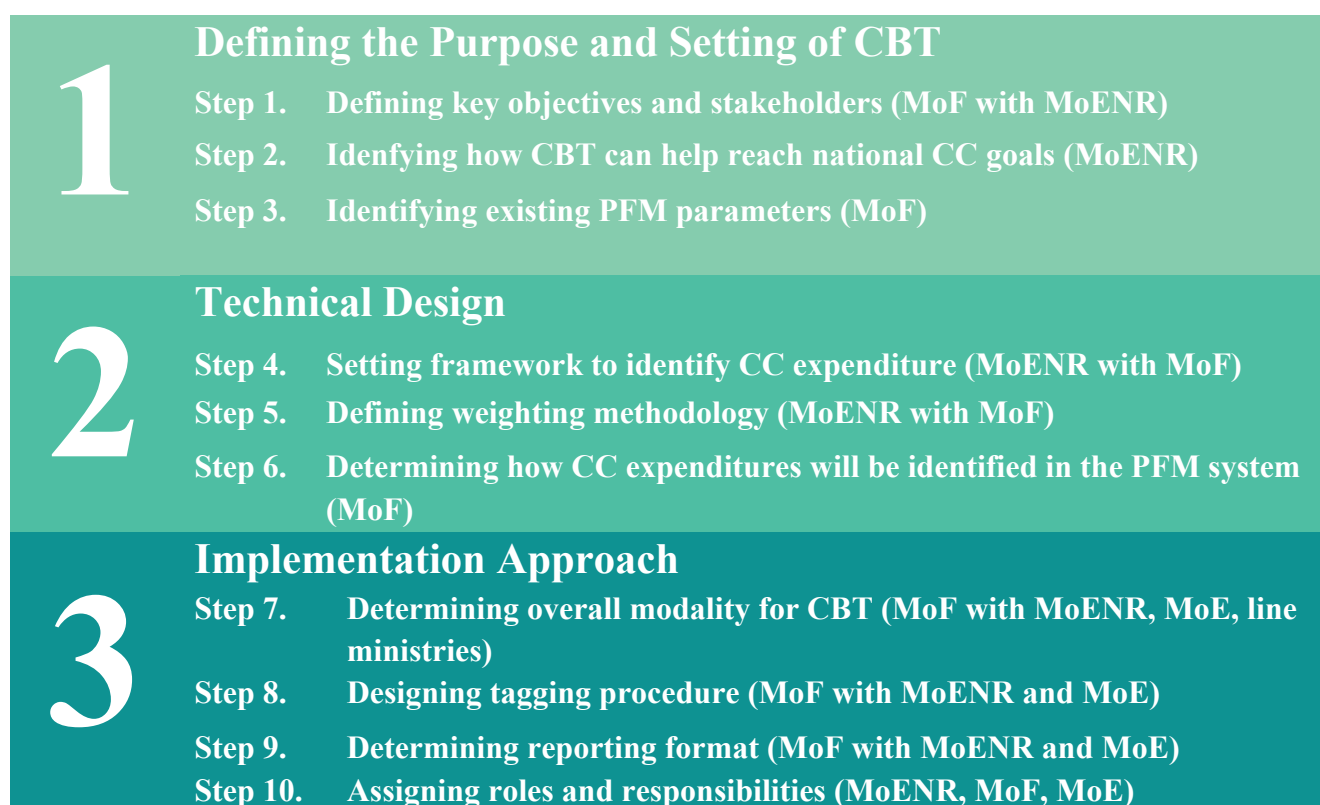 1
Defining the Purpose and Setting of CBT
Step 1. Defining key objectives and stakeholders (MoF with MoENR)
Step 2. Idenfying how CBT can help reach national CC goals (MoENR)
Step 3. Identifying existing PFM parameters (MoF)
2
Technical Design
Step 4. Setting framework to identify CC expenditure (MoENR with MoF)
Step 5. Defining weighting methodology (MoENR with MoF)
Step 6. Determining how CC expenditures will be identified in the PFM system
(MoF)
3
Implementation Approach
Step 7. Determining overall modality for CBT (MoF with MoENR, MoE, line
ministries)
Step 8. Designing tagging procedure (MoF with MoENR and MoE)
Step 9. Determining reporting format (MoF with MoENR and MoE)
Step 10. Assigning roles and responsibilities (MoENR, MoF, MoE)